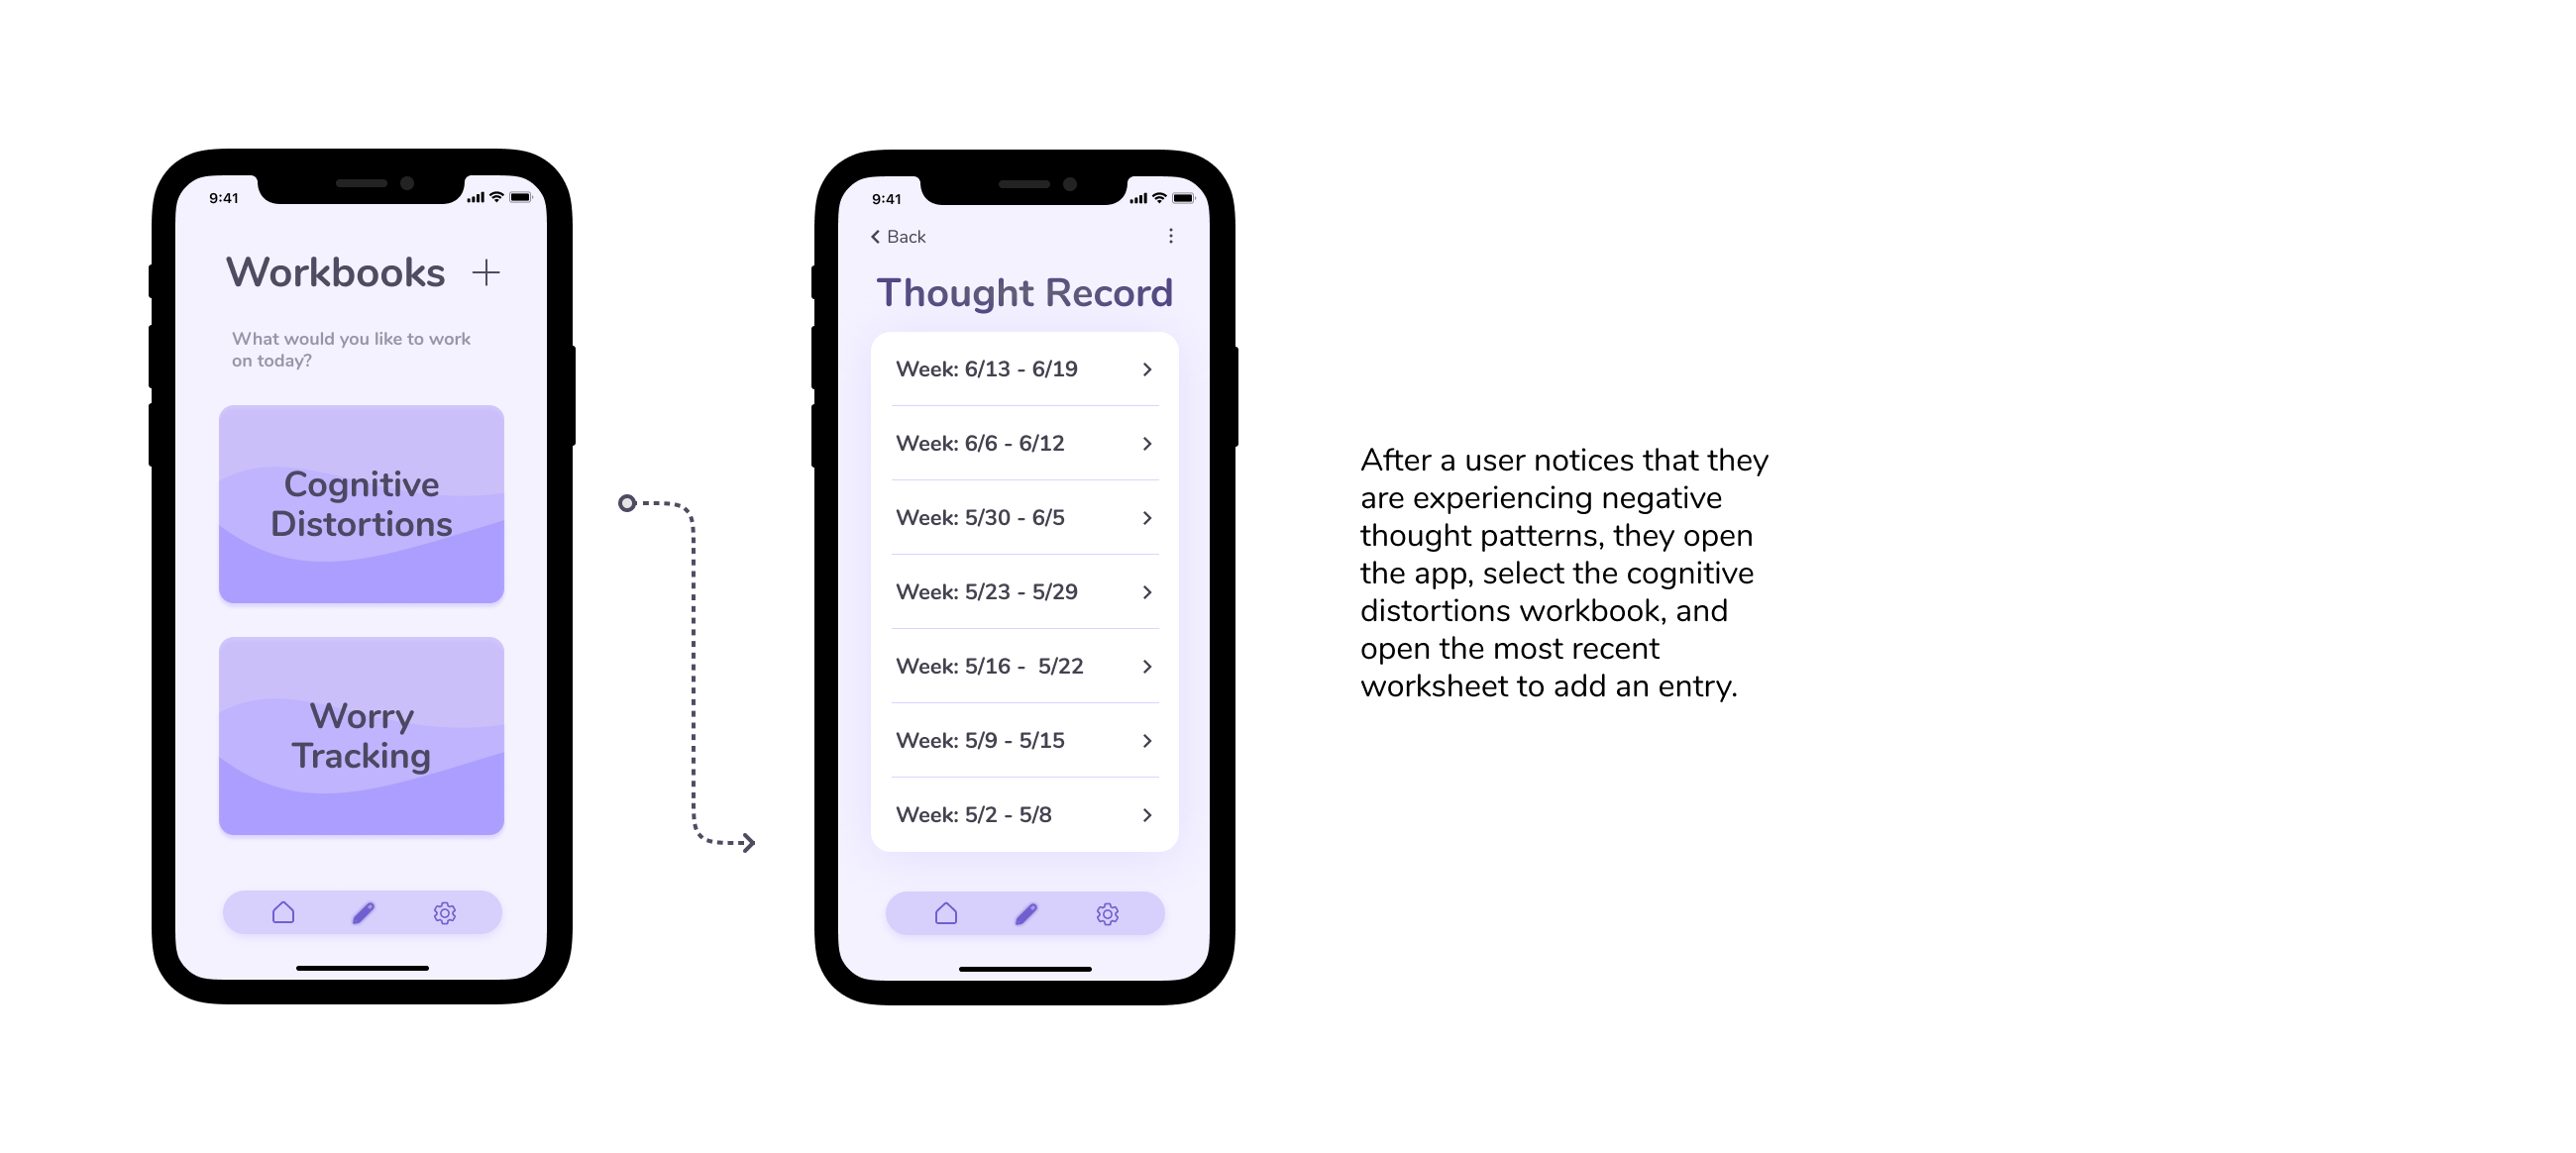 9:41
Workbooks
What would you like to work
on today?
Cognitive
Distortions
Worry
Tracking
9:41
Back
Thought Record
Week: 6/13 - 6/19
Week: 6/6 - 6/12
Week: 5/30 - 6/5
Week: 5/23 - 5/29
Week: 5/16 -  5/22
Week: 5/9 - 5/15
Week: 5/2 - 5/8
After a user notices that they
are experiencing negative
thought patterns, they open
the app, select the cognitive
distortions workbook, and
open the most recent
worksheet to add an entry.